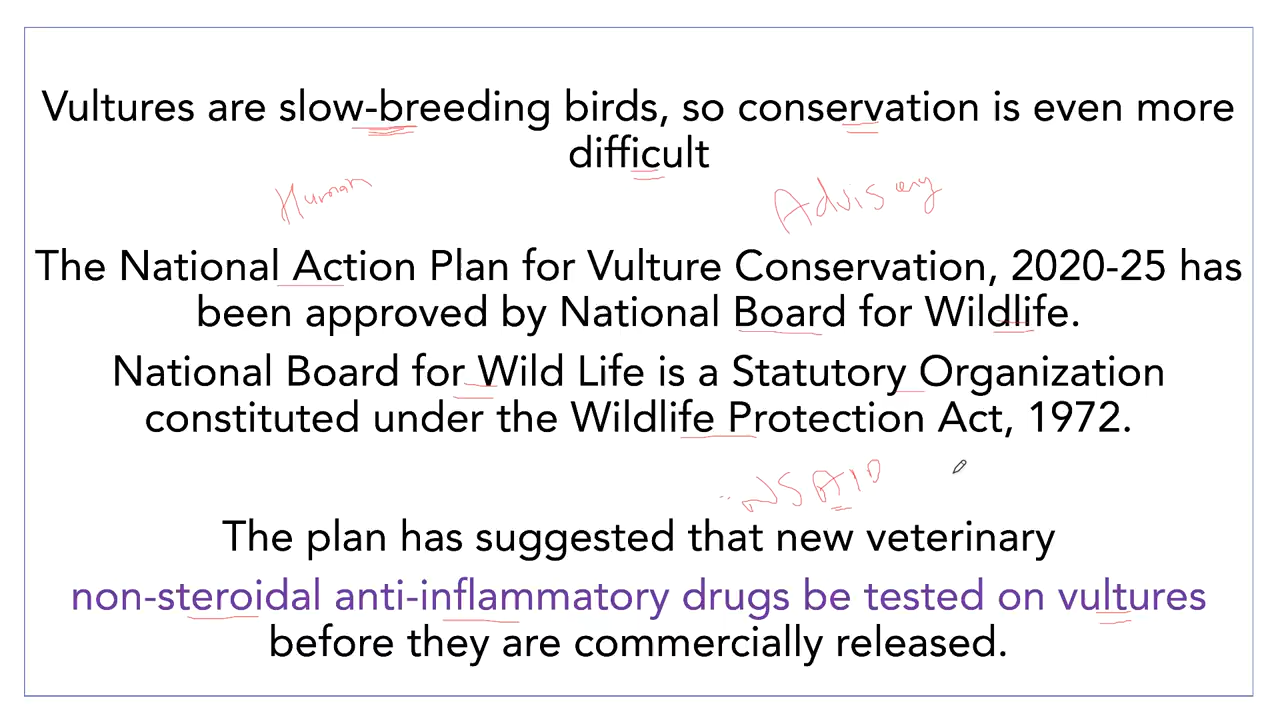 Vultures are slow-breeding birds, so conservation is even more
difficult
Human
Advisory
The National Action Plan for Vulture Conservation, 2020-25 has
been approved by National Board for Wildlife.
National Board for Wild Life is a Statutory Organization
constituted under the Wildlife Protection Act, 1972.
NSAID
The plan has suggested that new veterinary
non-steroidal anti-inflammatory drugs be tested on vultures
before they are commercially released.